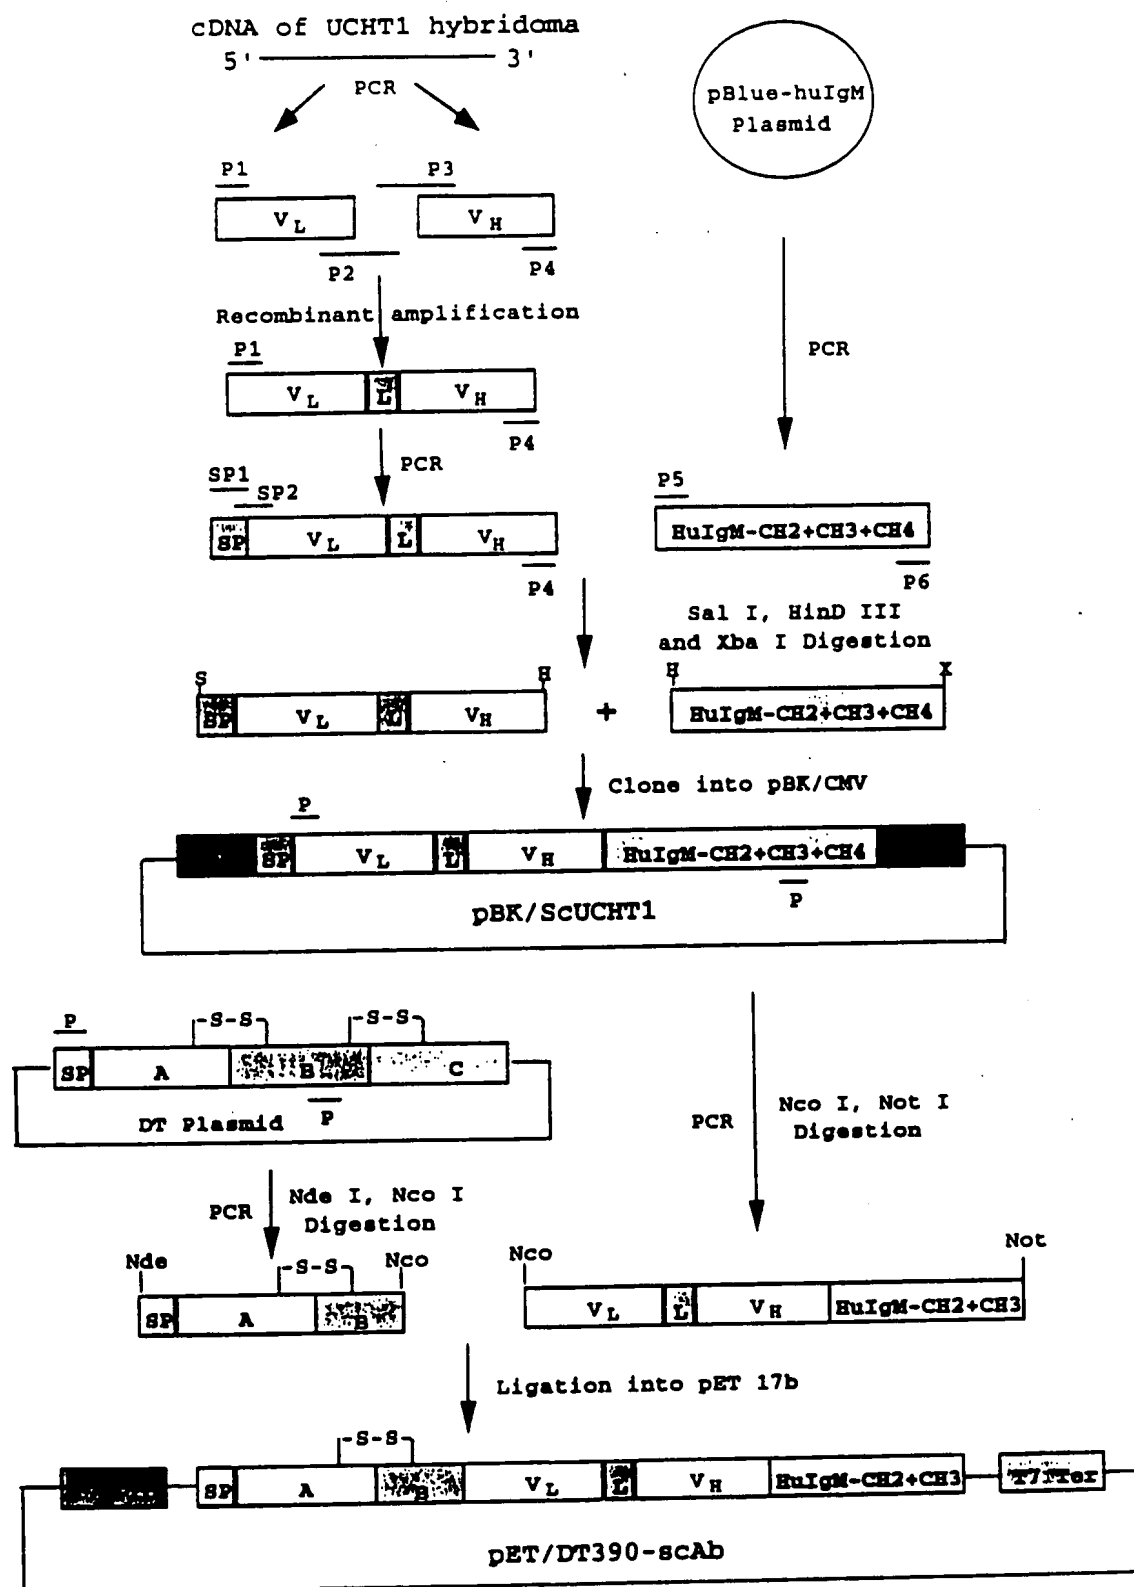 cDNA of UCHT1 hybridoma
5' 3'
PCR
pBlue-huIgM
Plasmid
P1 P3
VL VH
P2 P4
Recombinant amplification
PCR
P1
VL L VH
P4
PCR
SP1
SP2
P5
SP VL L VH
HuIgM-CH2+CH3+CH4
P4
P6
Sal I, HinD III
and Xba I Digestion
S H
H X
SP VL L VH
+
HuIgM-CH2+CH3+CH4
Clone into pBK/CMV
P
SP VL L VH HuIgM-CH2+CH3+CH4
P
pBK/ScUCHT1
P
-S-S- -S-S-
SP A B C
P
DT Plasmid
PCR
Nco I, Not I
Digestion
PCR
Nde I, Nco I
Digestion
Nde -S-S- Nco
Nco Not
SP A B
VL L VH HuIgM-CH2+CH3
Ligation into pET 17b
-S-S-
SP A B VL L VH HuIgM-CH2+CH3
pET/DT390-scAb